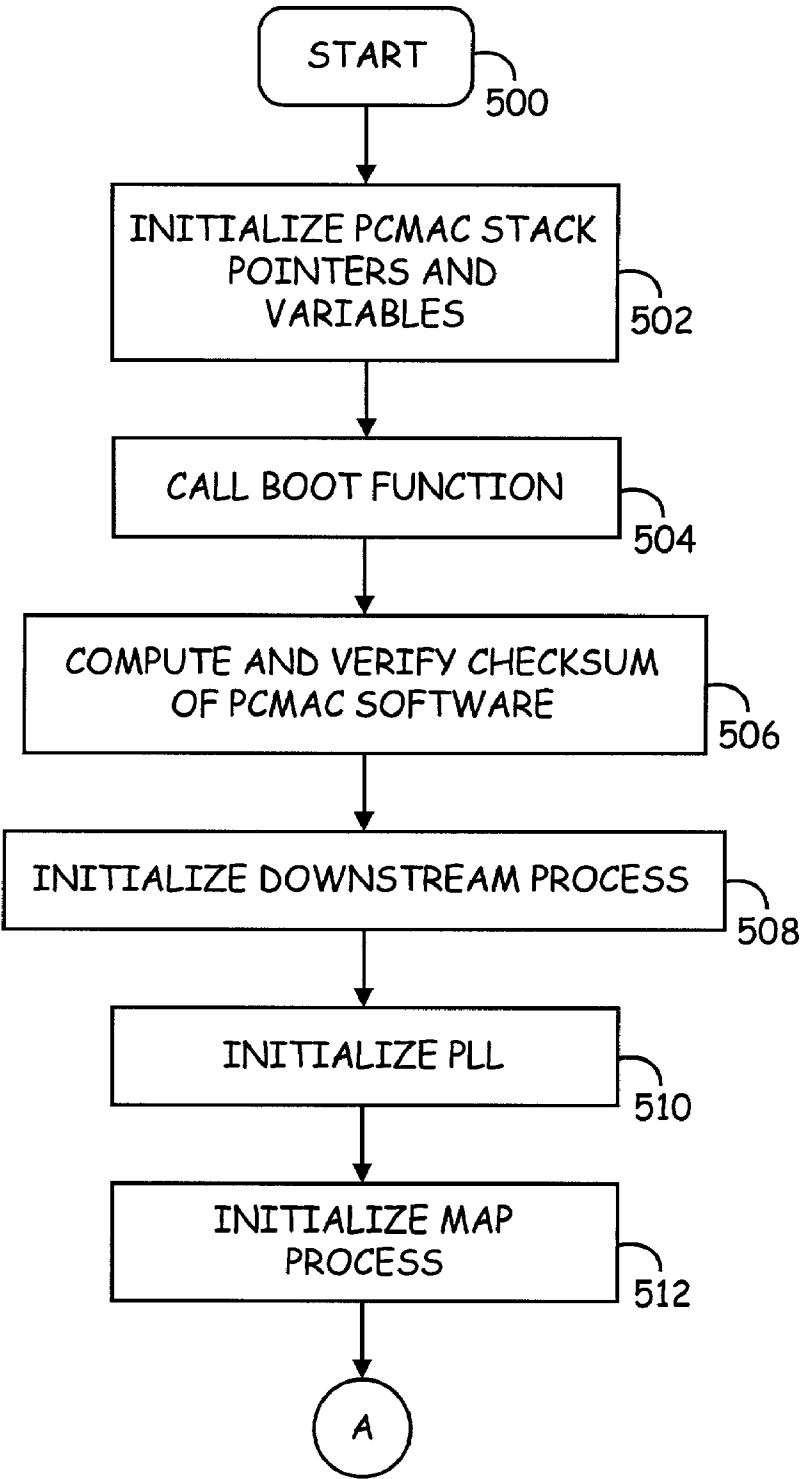 START
500
INITIALIZE PCMAC STACK
POINTERS AND
VARIABLES
502
CALL BOOT FUNCTION
504
COMPUTE AND VERIFY CHECKSUM
OF PCMAC SOFTWARE
506
INITIALIZE DOWNSTREAM PROCESS
508
INITIALIZE PLL
510
INITIALIZE MAP
PROCESS
512
A